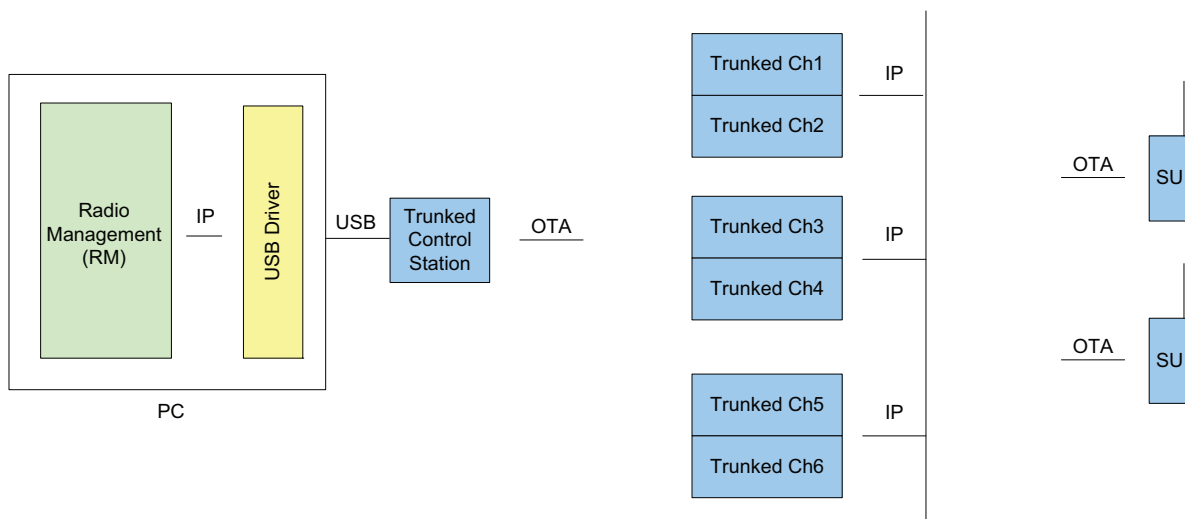 Radio
Management
(RM)
IP
USB Driver
PC
USB
Trunked
Control
Station
OTA
Trunked Ch1
Trunked Ch2
IP
Trunked Ch3
Trunked Ch4
IP
Trunked Ch5
Trunked Ch6
IP
OTA
SU
OTA
SU